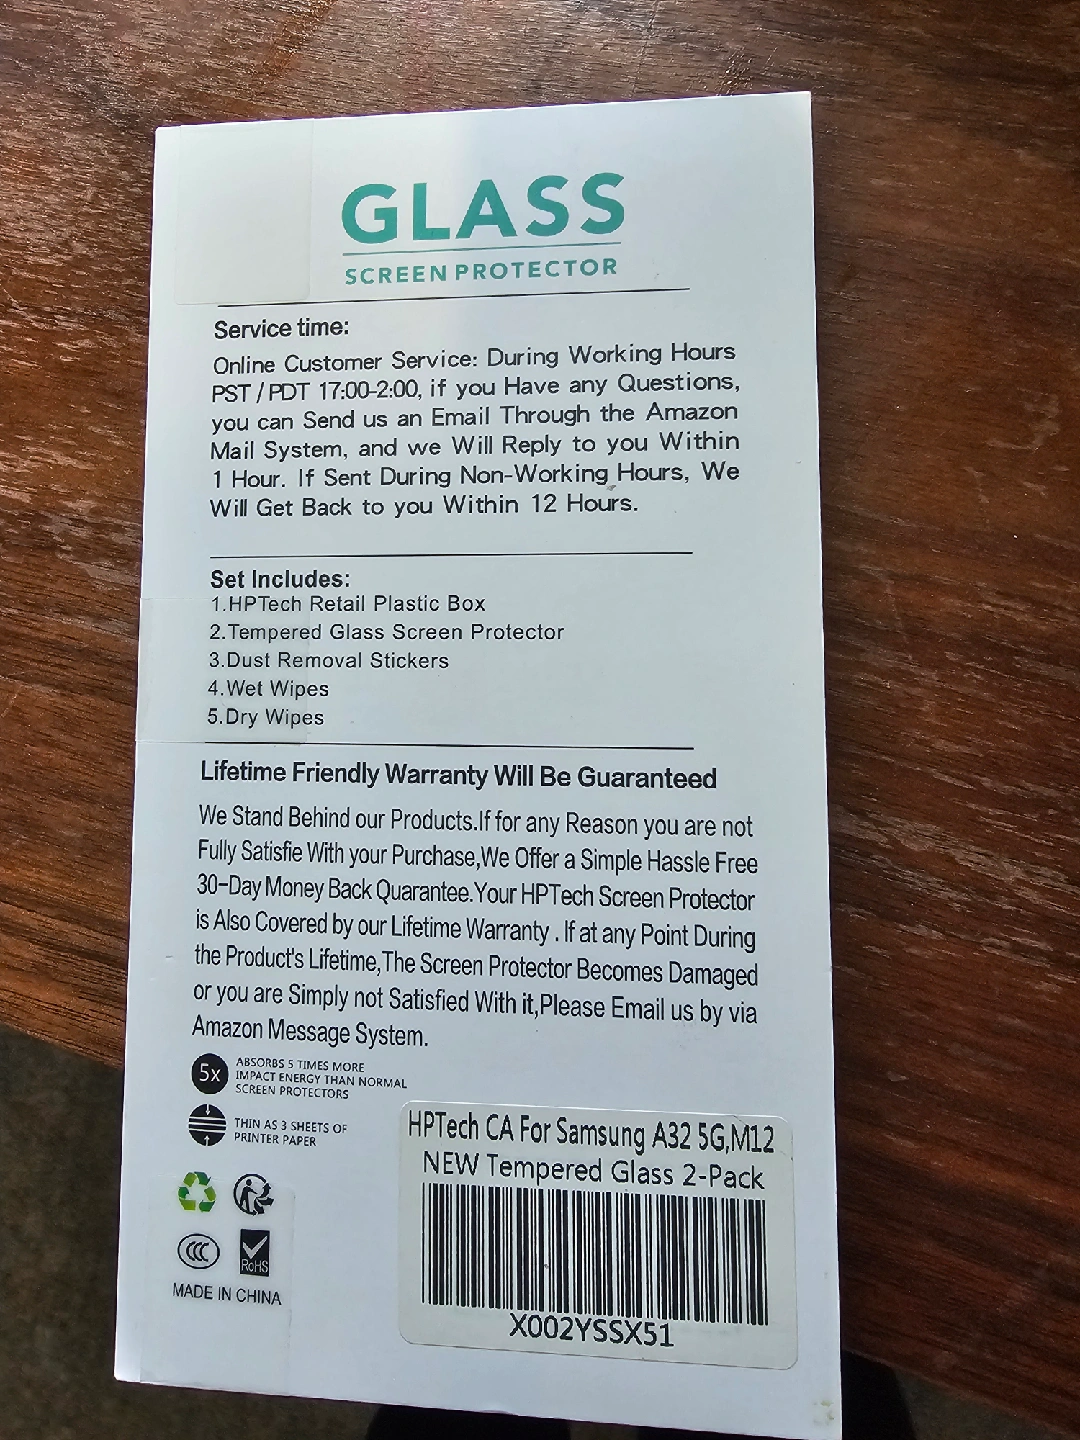 GLASS
SCREEN PROTECTOR
Service time:
Online Customer Service: During Working Hours
PST / PDT 17:00-2:00, if you Have any Questions,
you can Send us an Email Through the Amazon
Mail System, and we Will Reply to you Within
1 Hour. If Sent During Non-Working Hours, We
Will Get Back to you Within 12 Hours.
Set Includes:
1.HPTech Retail Plastic Box
2.Tempered Glass Screen Protector
3.Dust Removal Stickers
4.Wet Wipes
5.Dry Wipes
Lifetime Friendly Warranty Will Be Guaranteed
We Stand Behind our Products.If for any Reason you are not
Fully Satisfie With your Purchase,We Offer a Simple Hassle Free
30-Day Money Back Quarantee.Your HPTech Screen Protector
is Also Covered by our Lifetime Warranty . If at any Point During
the Product's Lifetime,The Screen Protector Becomes Damaged
or you are Simply not Satisfied With it,Please Email us by via
Amazon Message System.
5x
ABSORBS 5 TIMES MORE
IMPACT ENERGY THAN NORMAL
SCREEN PROTECTORS
THIN AS 3 SHEETS OF
PRINTER PAPER
CCC
RoHS
MADE IN CHINA
HPTech CA For Samsung A32 5G,M12
NEW Tempered Glass 2-Pack
X002YSSX51